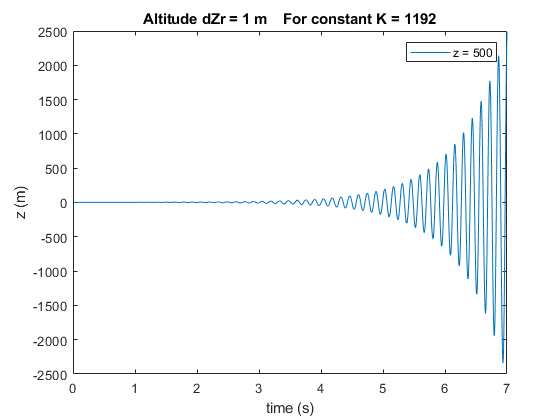 Altitude dZr = 1 m    For constant K = 1192
2500
2000
1500
1000
500
0
-500
-1000
-1500
-2000
-2500
z (m)
z = 500
0 1 2 3 4 5 6 7
time (s)